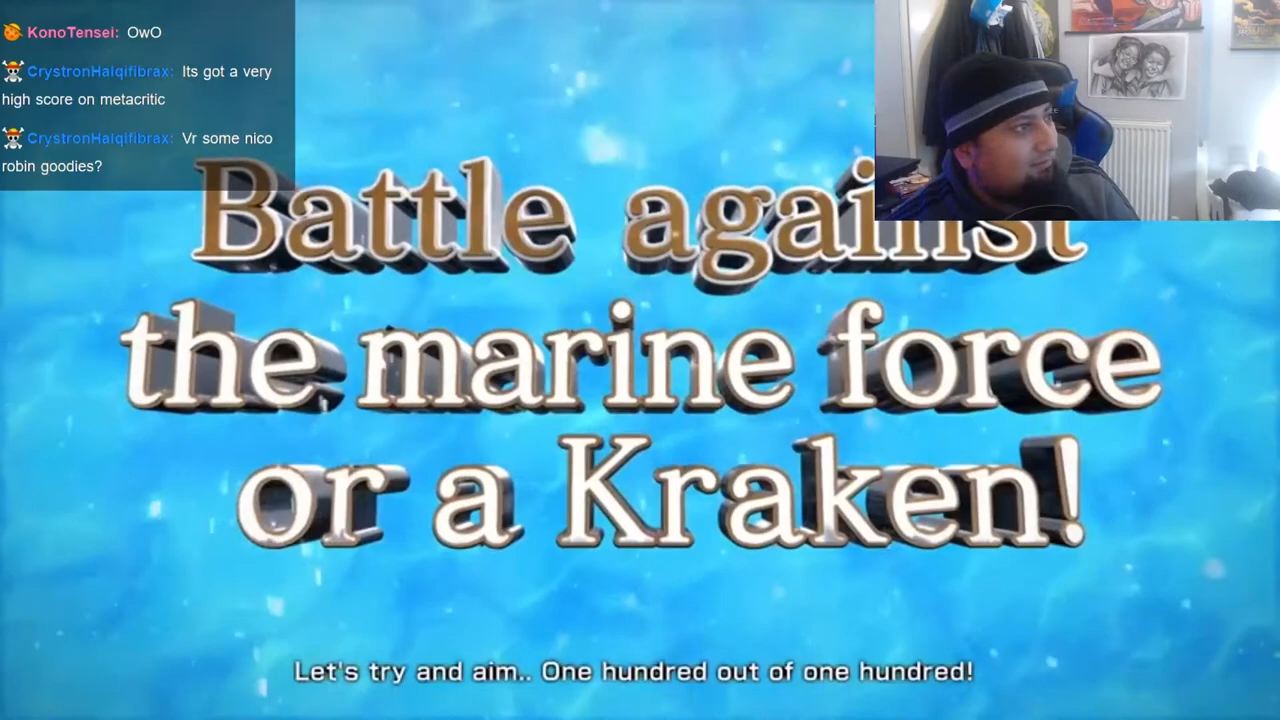 KonoTensei: OwO
CrystronHalqifibrax: Its got a very
high score on metacritic
CrystronHalqifibrax: Vr some nico
robin goodies?
Battle against
the marine force
or a Kraken!
Let's try and aim.. One hundred out of one hundred!